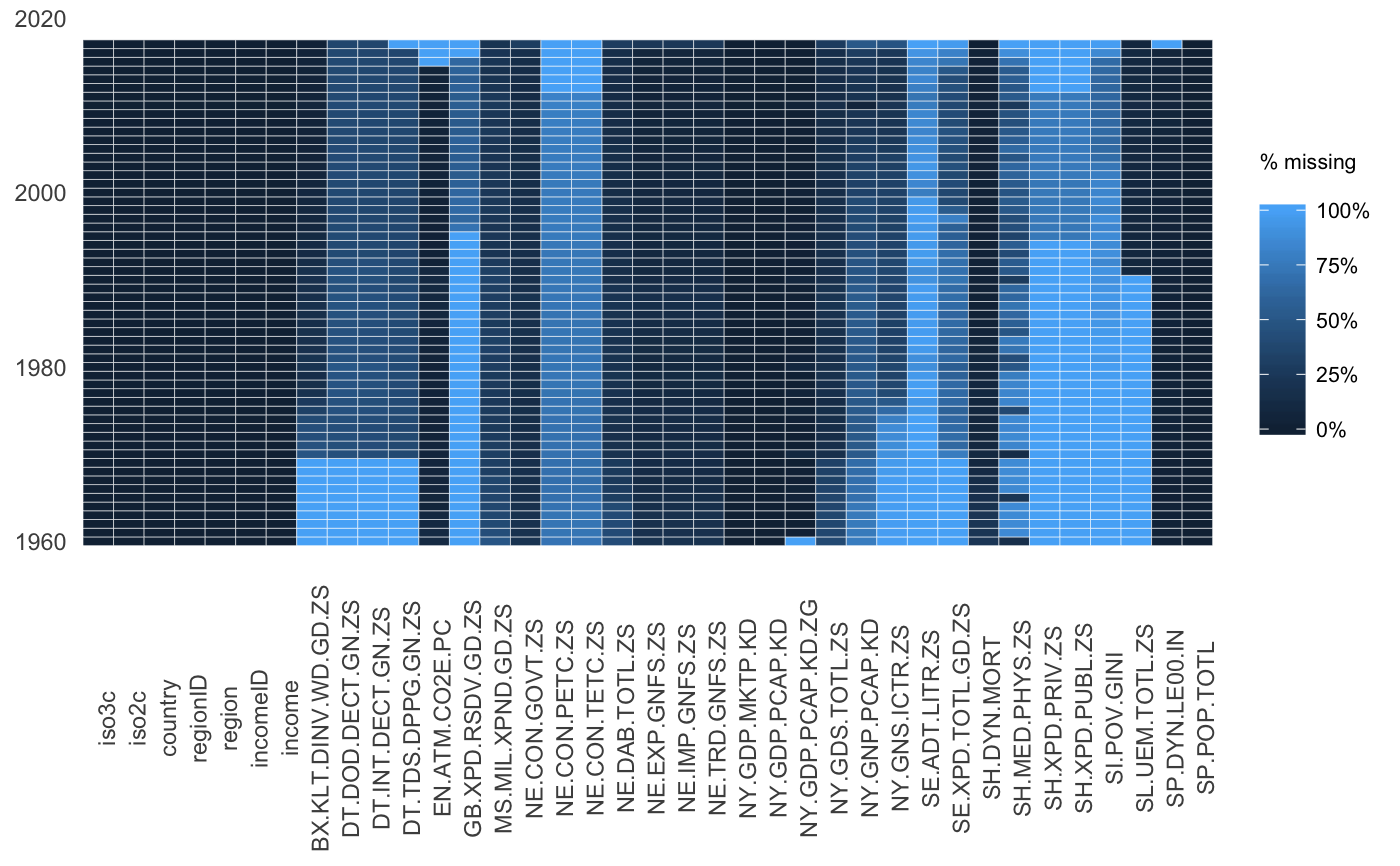 2020
2000
1980
1960
% missing
100%
75%
50%
25%
0%
iso3c
iso2c
country
regionID
region
incomeID
income
BX.KLT.DINV.WD.GD.ZS
DT.DOD.DECT.GN.ZS
DT.INT.DECT.GN.ZS
DT.TDS.DPPG.GN.ZS
EN.ATM.CO2E.PC
GB.XPD.RSDV.GD.ZS
MS.MIL.XPND.GD.ZS
NE.CON.GOVT.ZS
NE.CON.PETC.ZS
NE.CON.TETC.ZS
NE.DAB.TOTL.ZS
NE.EXP.GNFS.ZS
NE.IMP.GNFS.ZS
NE.TRD.GNFS.ZS
NY.GDP.MKTP.KD
NY.GDP.PCAP.KD
NY.GDP.PCAP.KD.ZG
NY.GDS.TOTL.ZS
NY.GNP.PCAP.KD
NY.GNS.ICTR.ZS
SE.ADT.LITR.ZS
SE.XPD.TOTL.GD.ZS
SH.DYN.MORT
SH.MED.PHYS.ZS
SH.XPD.PRIV.ZS
SH.XPD.PUBL.ZS
SI.POV.GINI
SL.UEM.TOTL.ZS
SP.DYN.LE00.IN
SP.POP.TOTL